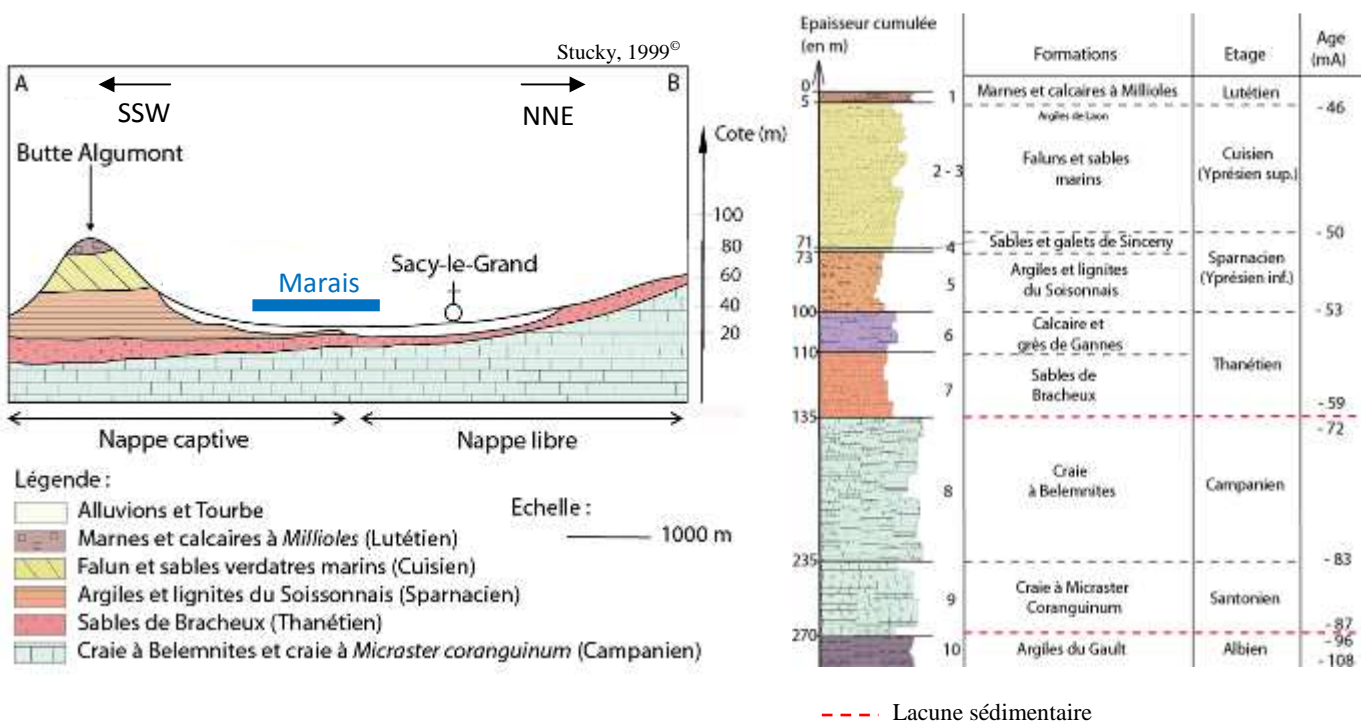 Stucky, 1999©
A
B
SSW
NNE
Butte Algumont
Cote (m)
100
80
60
40
20
Marais
Sacy-le-Grand
Nappe captive
Nappe libre
Légende :
Alluvions et Tourbe
Marnes et calcaires à Millioles (Lutétien)
Falun et sables verdatres marins (Cuisien)
Argiles et lignites du Soissonnais (Sparnacien)
Sables de Bracheux (Thanétien)
Craie à Belemnites et craie à Micraster coranguinum (Campanien)
Echelle :
1000 m
Epaisseur cumulée
(en m)
Formations
Etage
Age
(mA)
0
5
1
Marnes et calcaires à Millioles
Lutétien
- 46
Argiles de Laon
2 - 3
Faluns et sables
marins
Cuisien
(Yprésien sup.)
- 50
71
4
Sables et galets de Sinceny
73
5
Argiles et lignites
du Soisonnais
Sparnacien
(Yprésien inf.)
- 53
100
6
Calcaire et
grès de Gannes
110
Thanétien
7
Sables de
Bracheux
- 59
135
- 72
8
Craie
à Belemnites
Campanien
235
- 83
9
Craie à Micraster
Coranguinum
Santonien
- 87
270
- 96
10
Argiles du Gault
Albien
- 108
Lacune sédimentaire